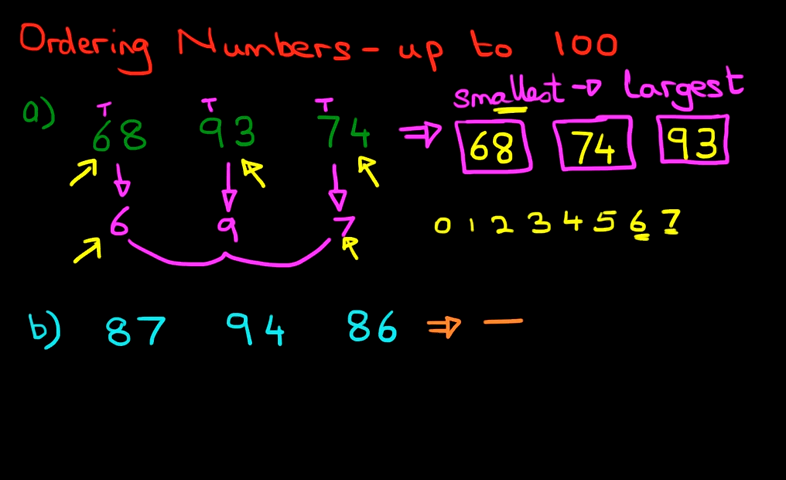 Ordering Numbers - up to 100
smallest → largest
a) T T T
68 93 74 ⇒ 68 74 93
6 9 7
0 1 2 3 4 5 6 7
b) 87 94 86 ⇒ —